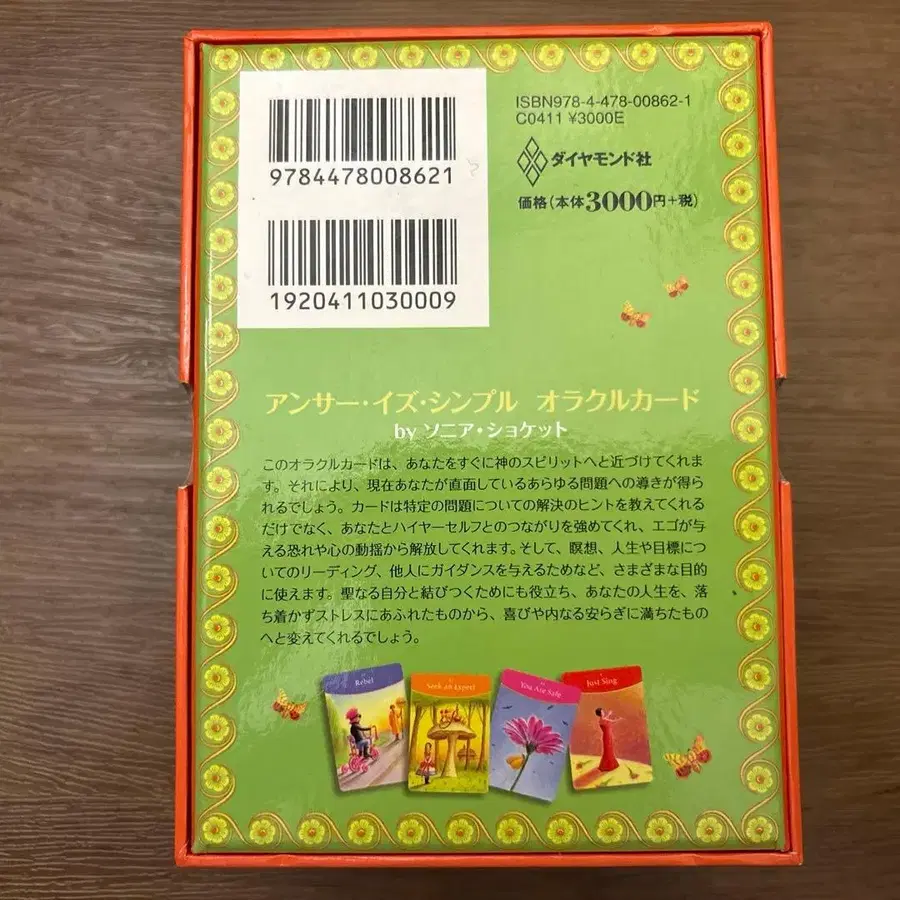 9784478008621
1920411030009
ISBN978-4-478-00862-1
C0411 ¥3000E
ダイヤモンド社
価格(本体3000円+税)
アンサー・イズ・シンプル オラクルカード
by ソニア・ショケット
このオラクルカードは、あなたをすぐに神のスピリットへと近づけてくれま
す。それにより、現在あなたが直面しているあらゆる問題への導きが得ら
れるでしょう。カードは特定の問題についての解決のヒントを教えてくれる
だけでなく、あなたとハイヤーセルフとのつながりを強めてくれ、エゴが与
える恐れや心の動揺から解放してくれます。そして、瞑想、人生や目標につ
いてのリーディング、他人にガイダンスを与えるためなど、さまざまな目的
に使えます。聖なる自分と結びつくためにも役立ち、あなたの人生を、落
ち着かずストレスにあふれたものから、喜びや内なる安らぎに満ちたもの
へと変えてくれるでしょう。
Rebel
Seek an Expert
You Are Safe
Just Sing